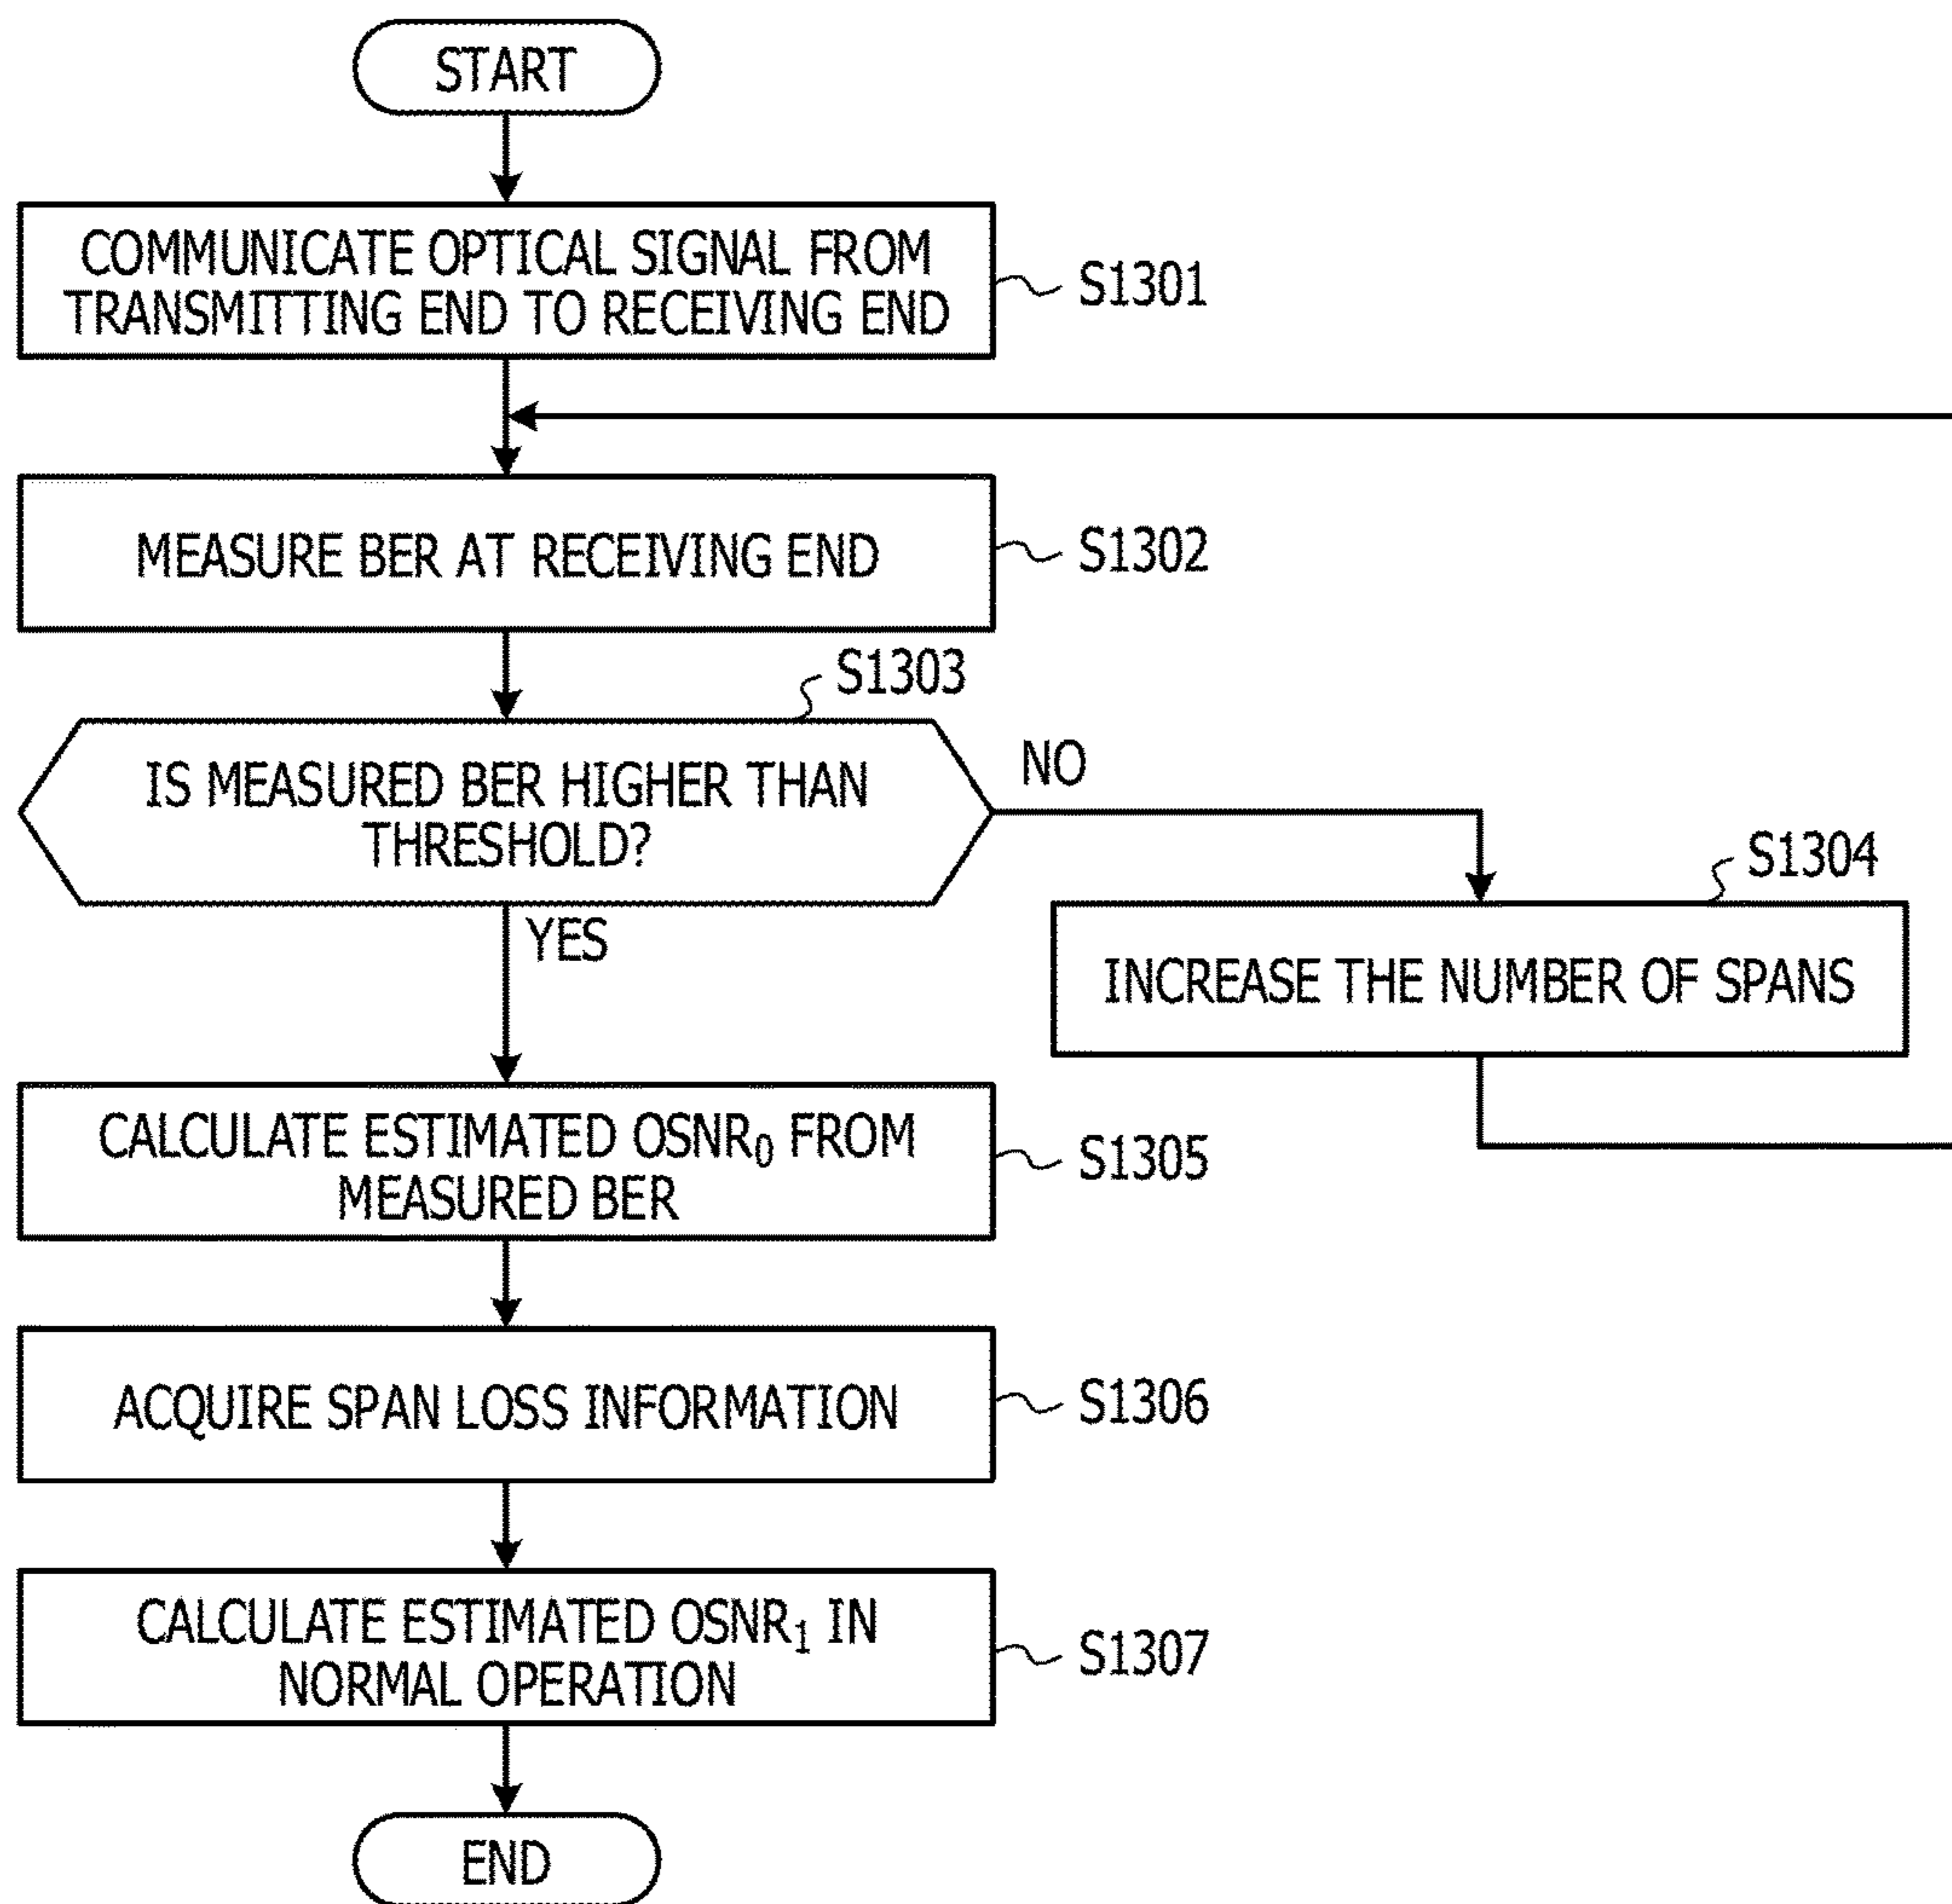 START
COMMUNICATE OPTICAL SIGNAL FROM
TRANSMITTING END TO RECEIVING END
S1301
MEASURE BER AT RECEIVING END
S1302
S1303
IS MEASURED BER HIGHER THAN
THRESHOLD?
NO
YES
S1304
INCREASE THE NUMBER OF SPANS
CALCULATE ESTIMATED OSNR₀ FROM
MEASURED BER
S1305
ACQUIRE SPAN LOSS INFORMATION
S1306
CALCULATE ESTIMATED OSNR₁ IN
NORMAL OPERATION
S1307
END